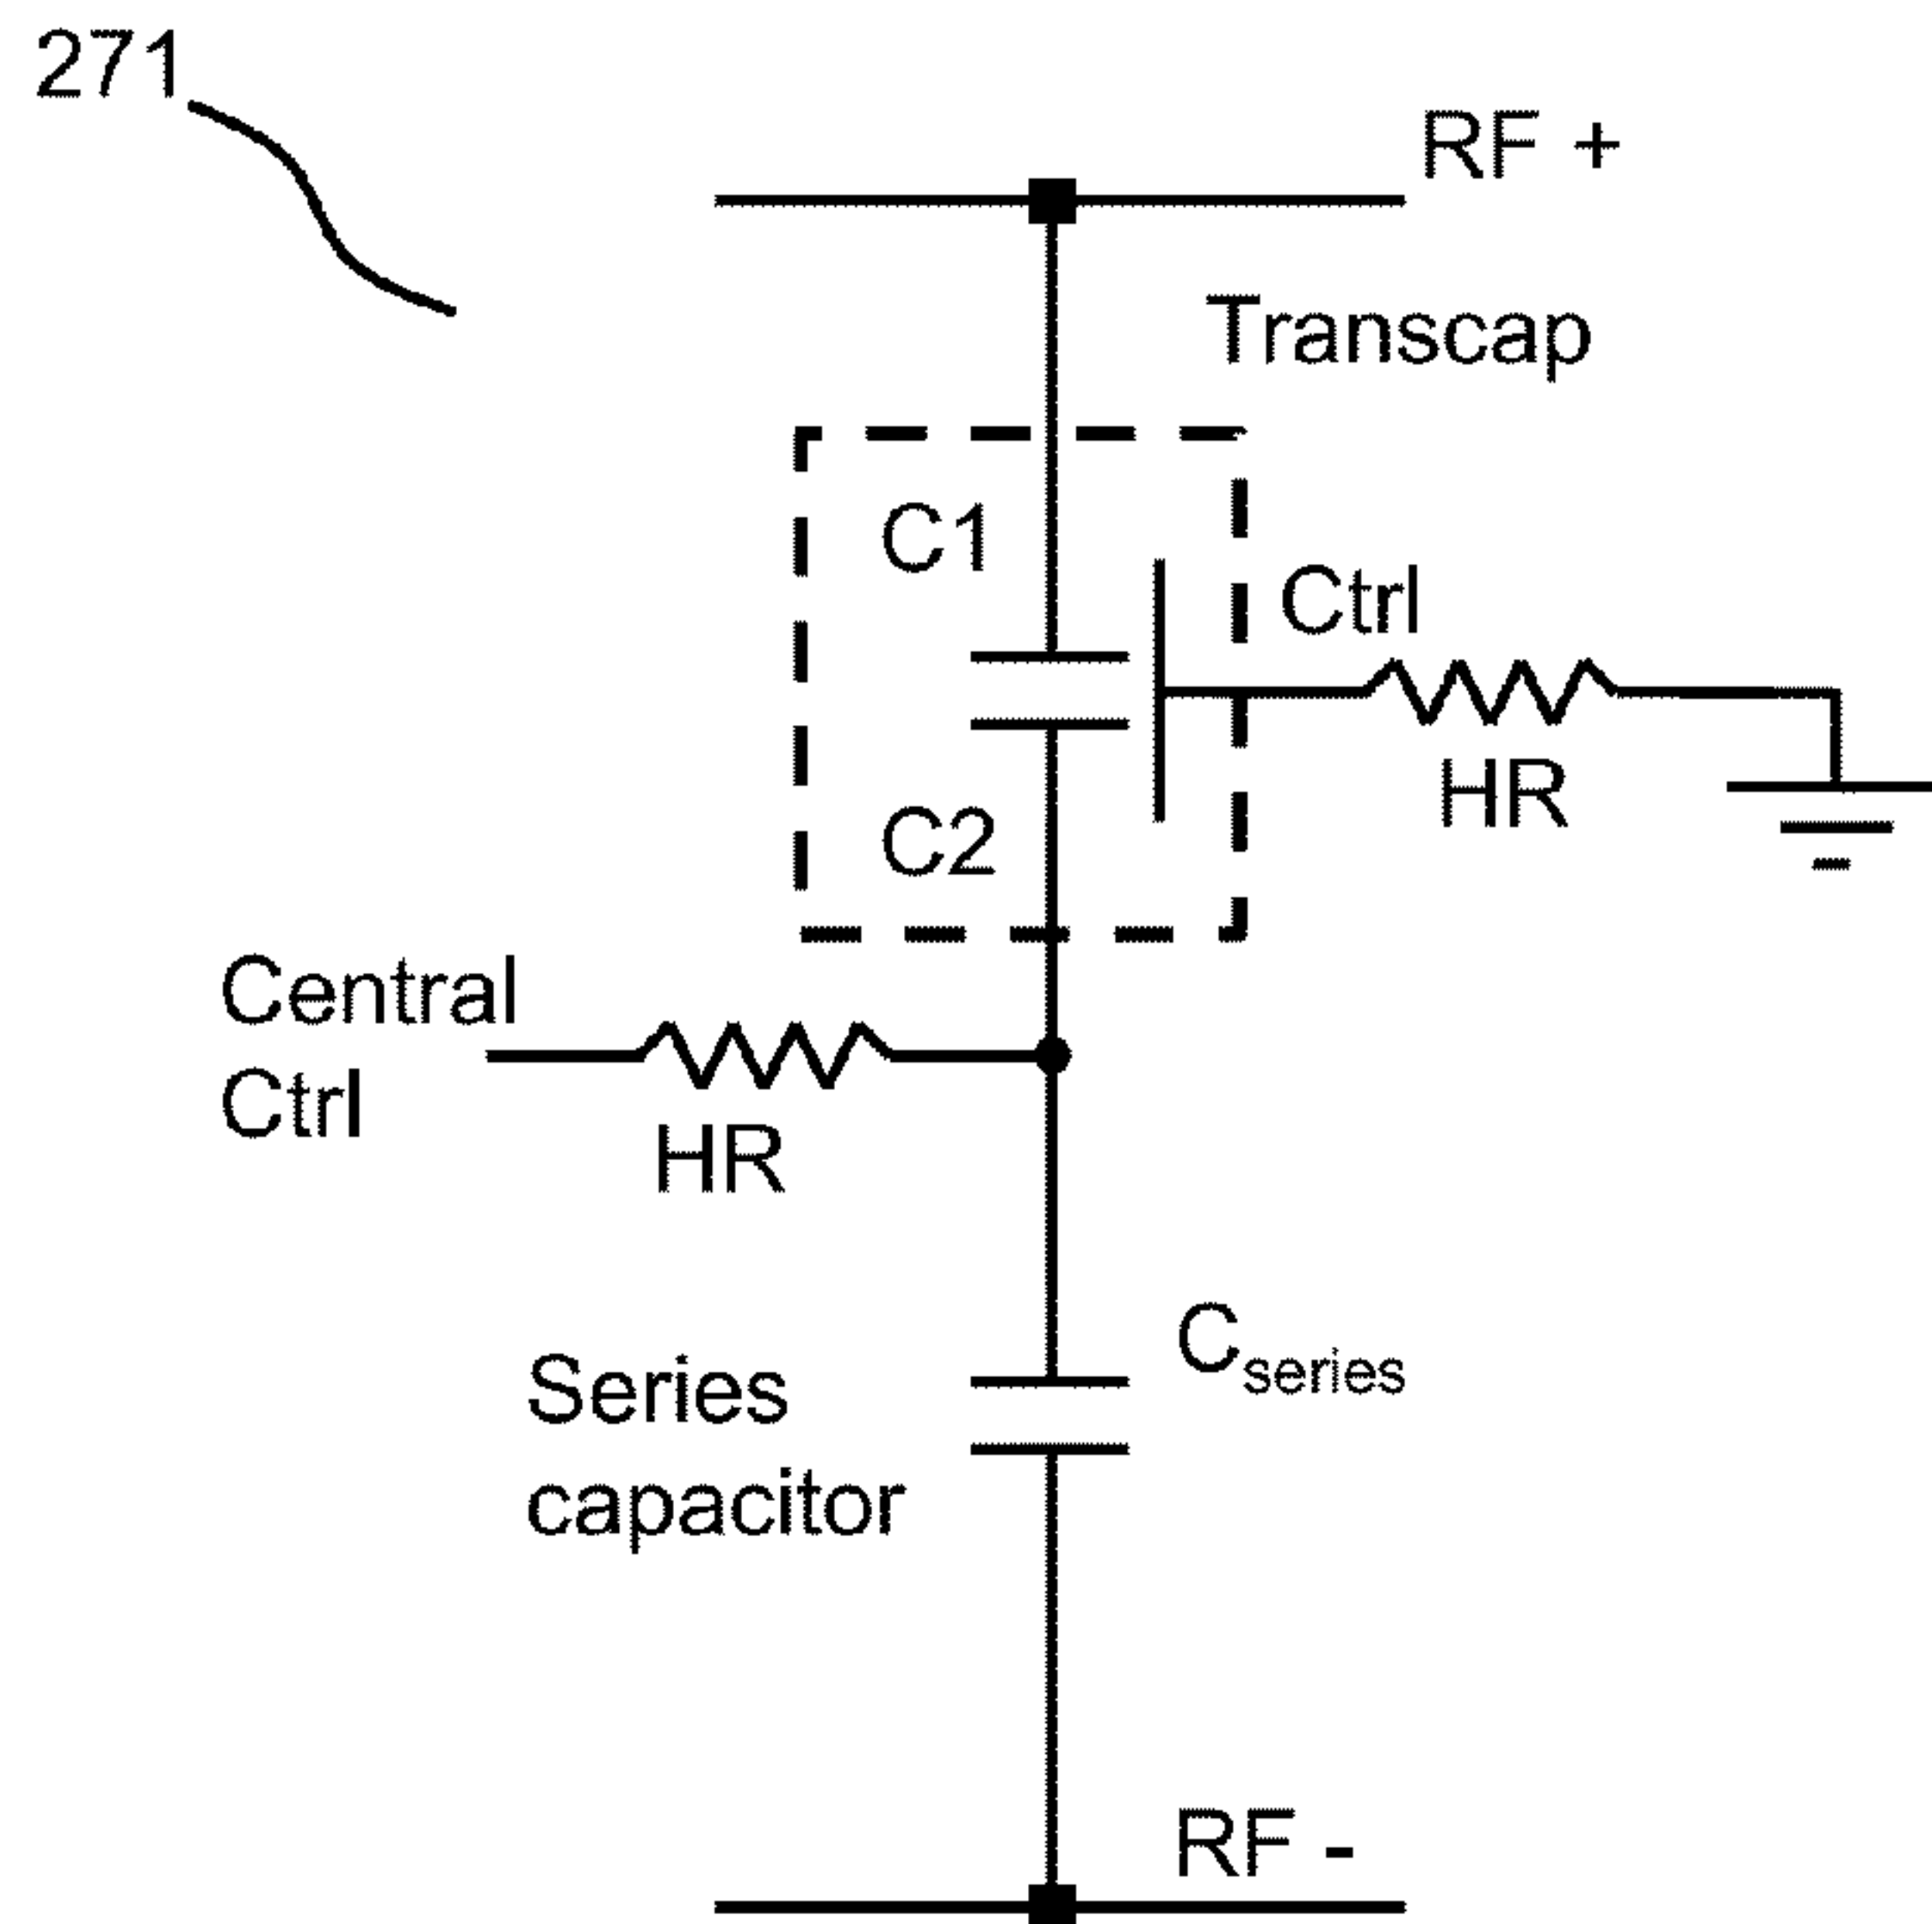 271
RF +
Transcap
C1
Ctrl
HR
C2
Central
Ctrl
HR
Cseries
Series
capacitor
RF -